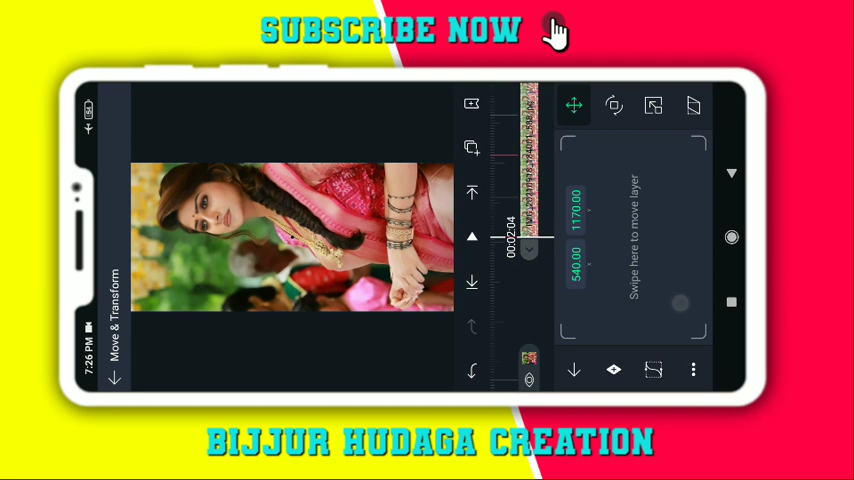 SUBSCRIBE NOW
7:26 PM
54
Move & Transform
00:02:04
540.00
X
1170.00
Y
Swipe here to move layer
BIJJUR HUDAGA CREATION